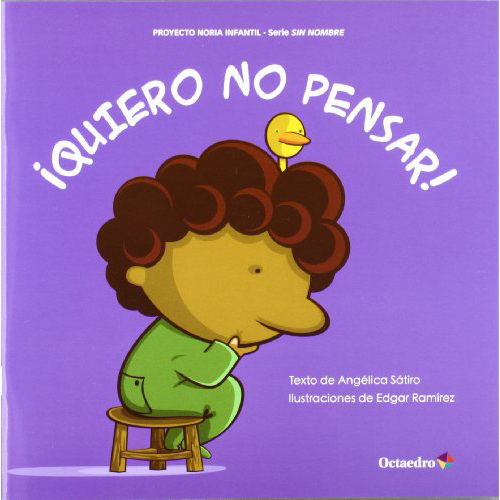 PROYECTO NORIA INFANTIL - Serie SIN NOMBRE
¡QUIERO NO PENSAR!
Texto de Angélica Sátiro
Ilustraciones de Edgar Ramírez
Octaedro